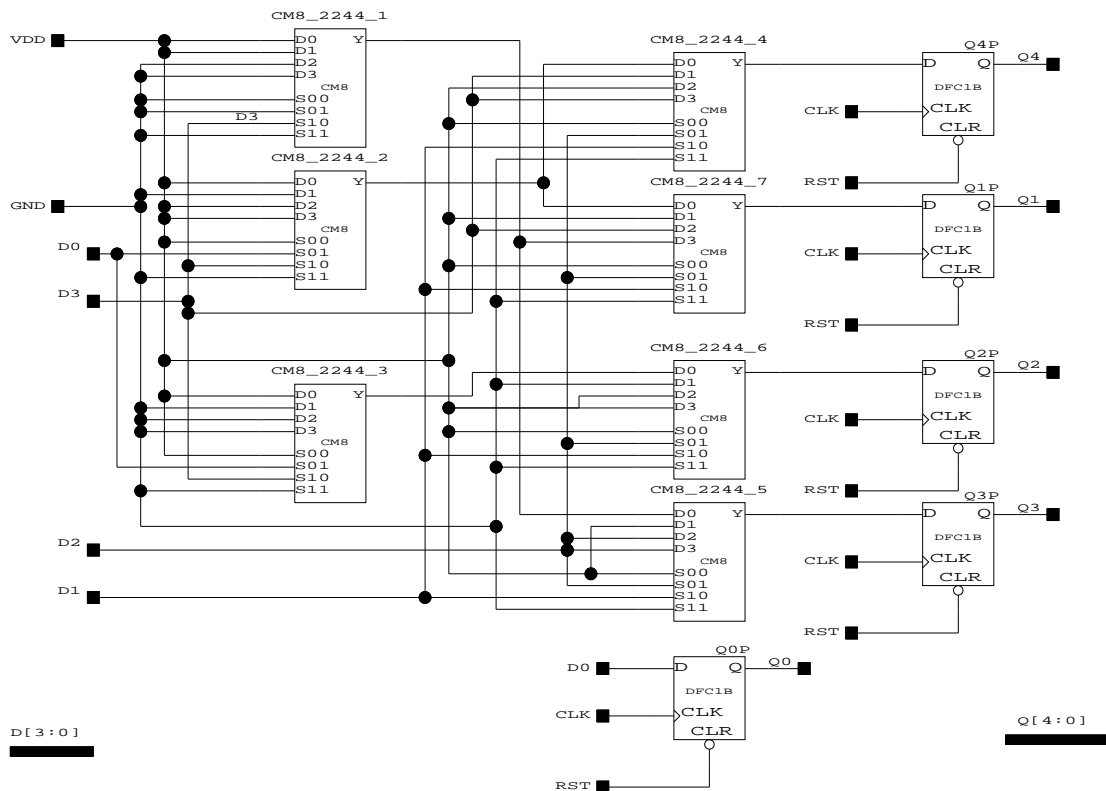 CM8_2244_1
VDD
D0 Y
D1
D2
D3
CM8
S00
S01
D3
S10
S11
CM8_2244_2
D0 Y
D1
D2
D3
CM8
S00
S01
S10
S11
GND
D0
D3
CM8_2244_3
D0 Y
D1
D2
D3
CM8
S00
S01
S10
S11
D2
D1
CM8_2244_4
D0 Y
D1
D2
D3
CM8
S00
S01
S10
S11
Q4P
D Q
Q4
DFC1B
CLK
CLK
CLR
RST
CM8_2244_7
D0 Y
D1
D2
D3
CM8
S00
S01
S10
S11
Q1P
D Q
Q1
DFC1B
CLK
CLK
CLR
RST
CM8_2244_6
D0 Y
D1
D2
D3
CM8
S00
S01
S10
S11
Q2P
D Q
Q2
DFC1B
CLK
CLK
CLR
RST
CM8_2244_5
D0 Y
D1
D2
D3
CM8
S00
S01
S10
S11
Q3P
D Q
Q3
DFC1B
CLK
CLK
CLR
RST
Q0P
D0
D Q
Q0
DFC1B
CLK
CLK
CLR
RST
D[3:0]
Q[4:0]